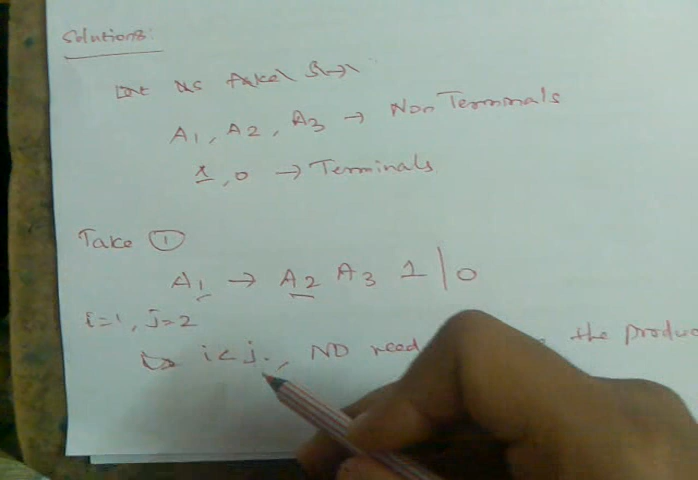 Solutions:
Let us take
A1, A2, A3 → Non Terminals
1, 0 → Terminals
Take ①
A1 → A2 A3 1 | 0
i=1, j=2
↳ i < j, NO need the produ